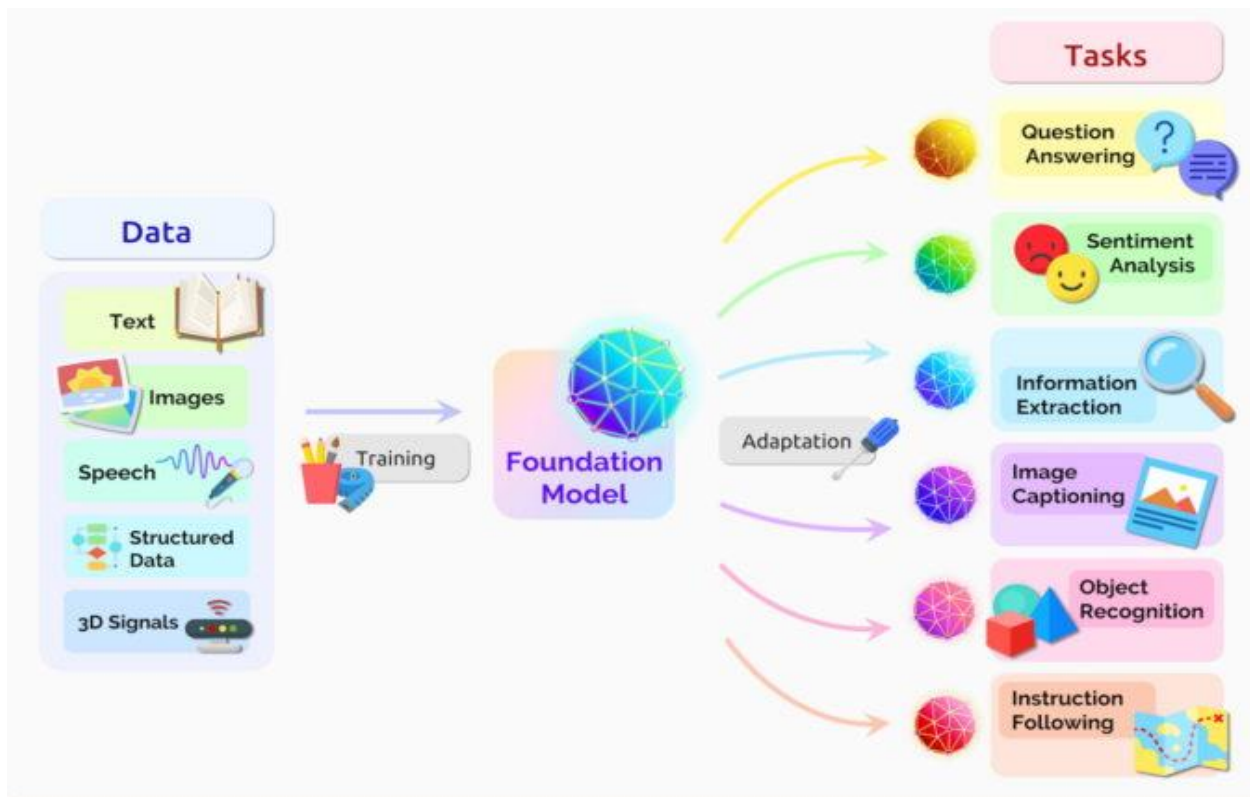 Data
Text
Images
Speech
Structured
Data
3D Signals
Training
Foundation
Model
Adaptation
Tasks
Question
Answering
?
Sentiment
Analysis
Information
Extraction
Image
Captioning
Object
Recognition
Instruction
Following